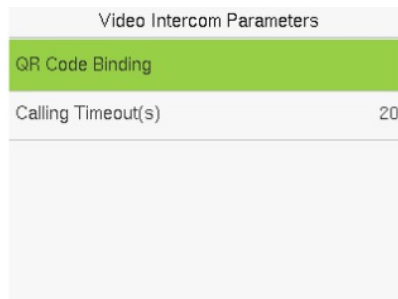 Video Intercom Parameters
QR Code Binding
Calling Timeout(s) 20